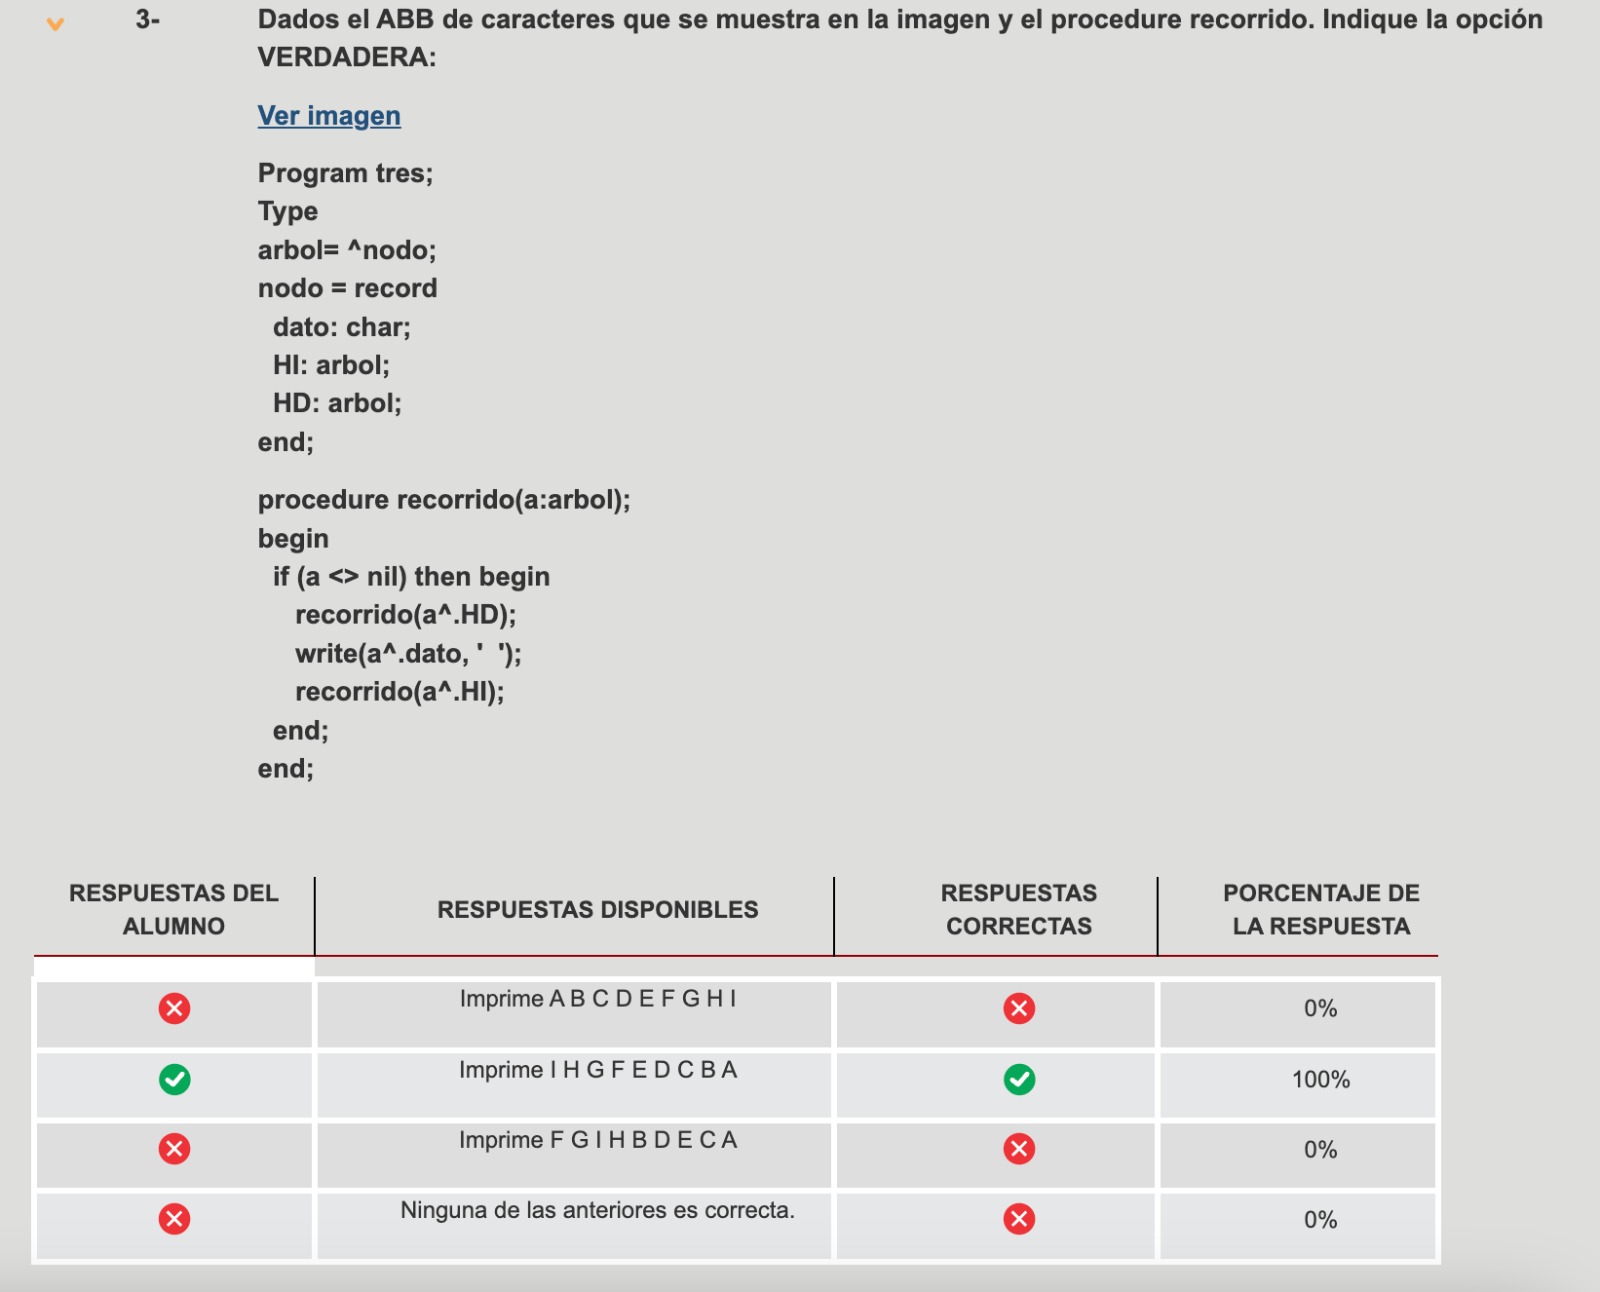 3-
Dados el ABB de caracteres que se muestra en la imagen y el procedure recorrido. Indique la opción
VERDADERA:
Ver imagen
Program tres;
Type
arbol= ^nodo;
nodo = record
dato: char;
HI: arbol;
HD: arbol;
end;
procedure recorrido(a:arbol);
begin
if (a <> nil) then begin
recorrido(a^.HD);
write(a^.dato, '  ');
recorrido(a^.HI);
end;
end;
RESPUESTAS DEL
ALUMNO
RESPUESTAS DISPONIBLES
RESPUESTAS
CORRECTAS
PORCENTAJE DE
LA RESPUESTA
Imprime A B C D E F G H I
0%
Imprime I H G F E D C B A
100%
Imprime F G I H B D E C A
0%
Ninguna de las anteriores es correcta.
0%